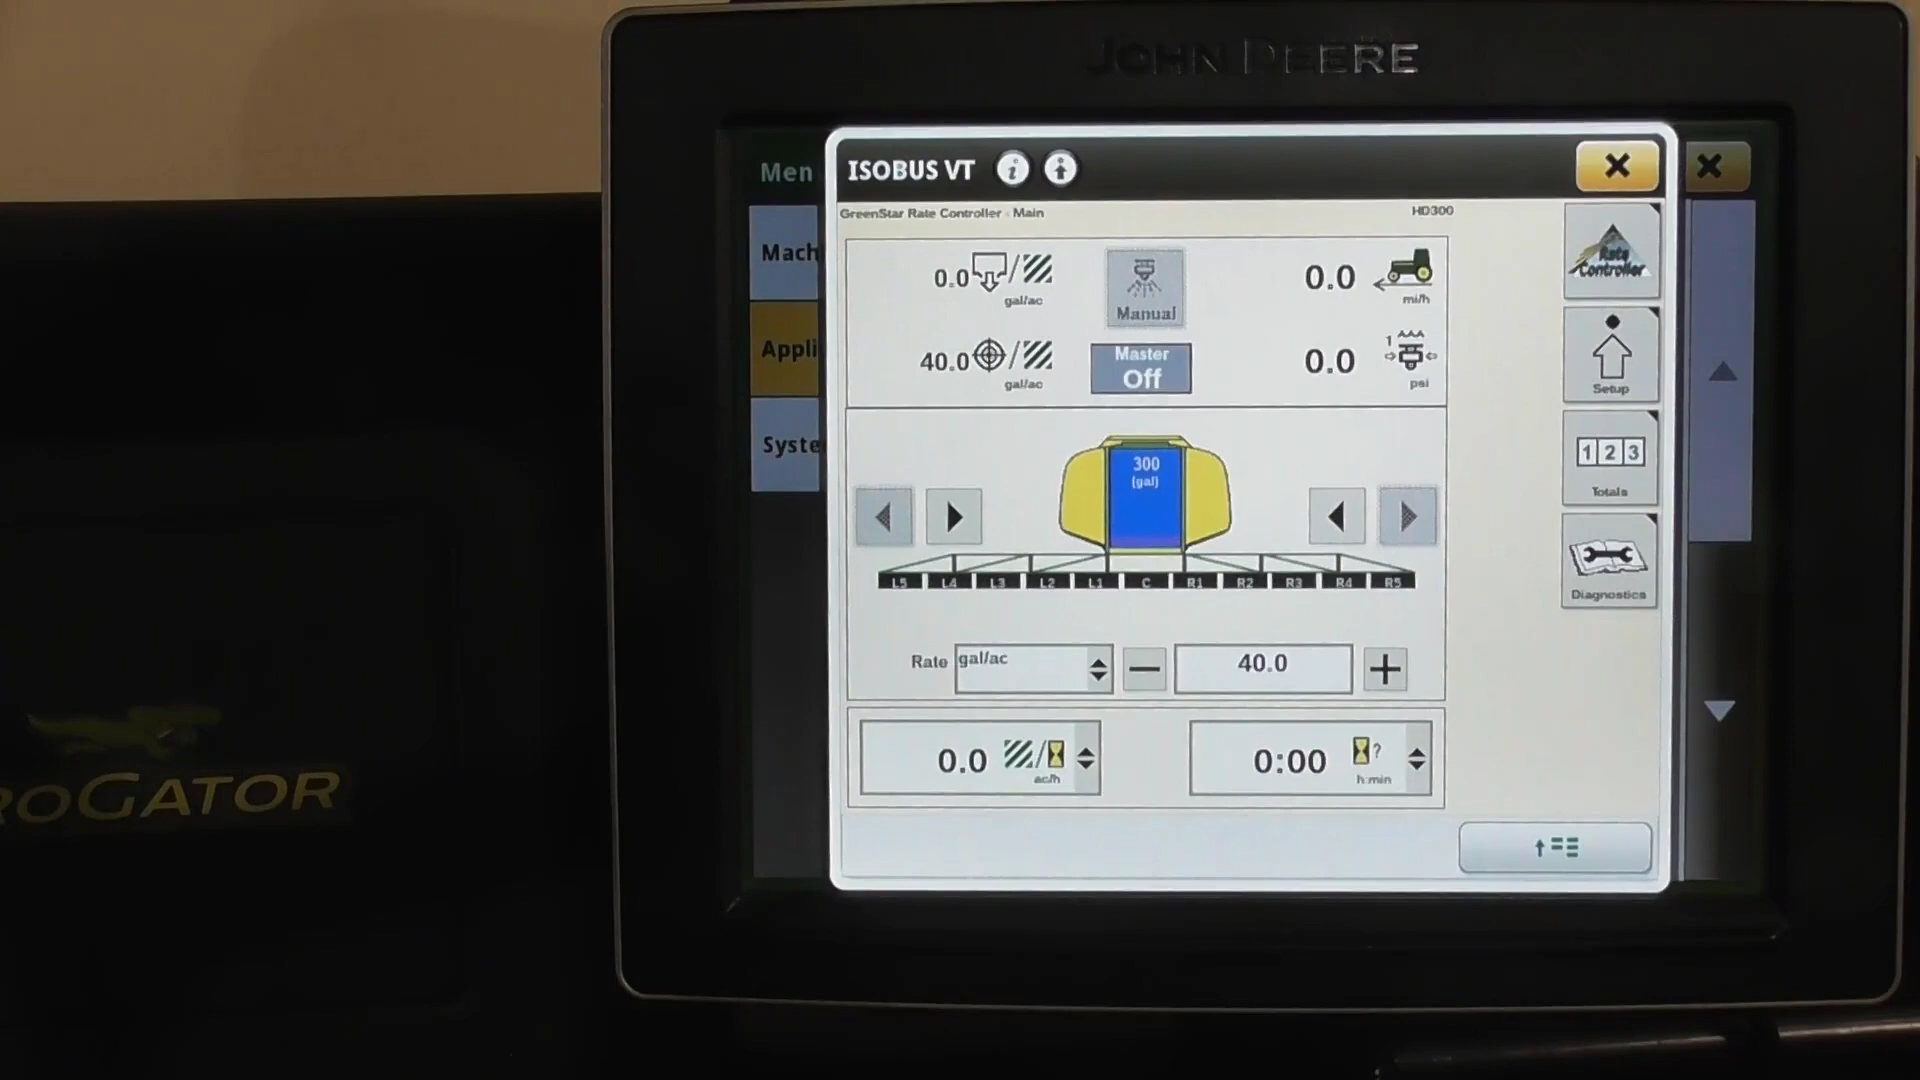 JOHN DEERE
Men
ISOBUS VT
GreenStar Rate Controller - Main
HD300
Mach
Appli
Syste
0.0
gal/ac
Manual
0.0
mi/h
40.0
gal/ac
Master
Off
1
0.0
psi
Rate
Controller
Setup
1 2 3
Totals
Diagnostics
300
(gal)
L5 L4 L3 L2 L1 C R1 R2 R3 R4 R5
Rate gal/ac 40.0
0.0
ac/h
0:00
?
h:min
ROGATOR